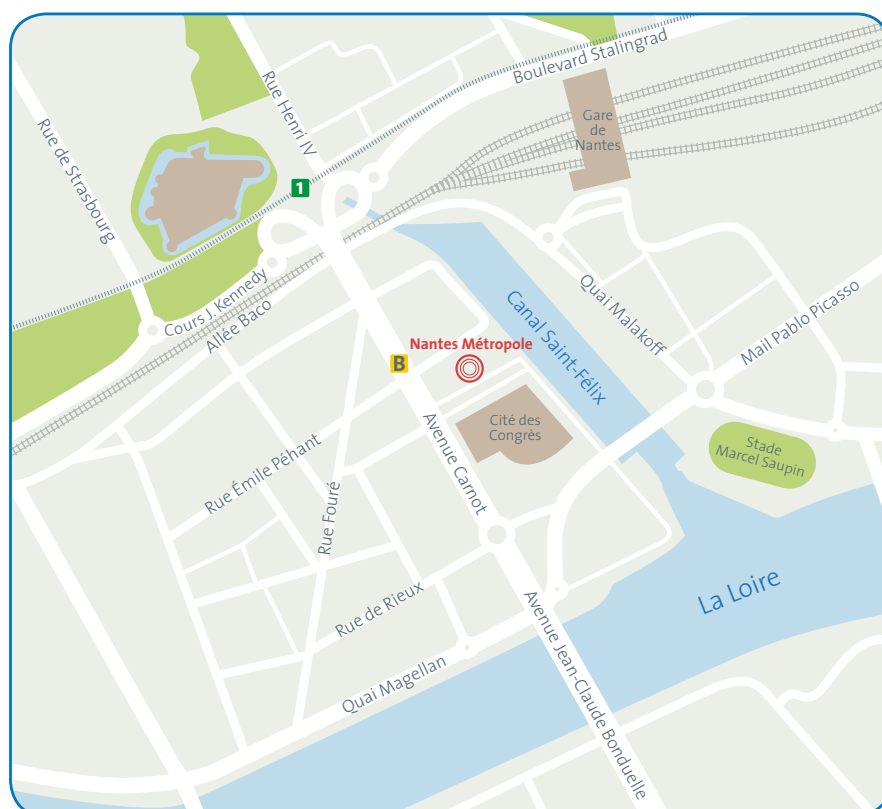 Boulevard Stalingrad
Rue Henri IV
Gare
de
Nantes
Rue de Strasbourg
1
Cours J. Kennedy
Allée Baco
Canal Saint-Félix
Quai Malakoff
Mail Pablo Picasso
Nantes Métropole
B
Cité des
Congrès
Avenue Carnot
Stade
Marcel Saupin
Rue Émile Péhant
Rue Fouré
La Loire
Rue de Rieux
Avenue Jean-Claude Bonduelle
Quai Magellan